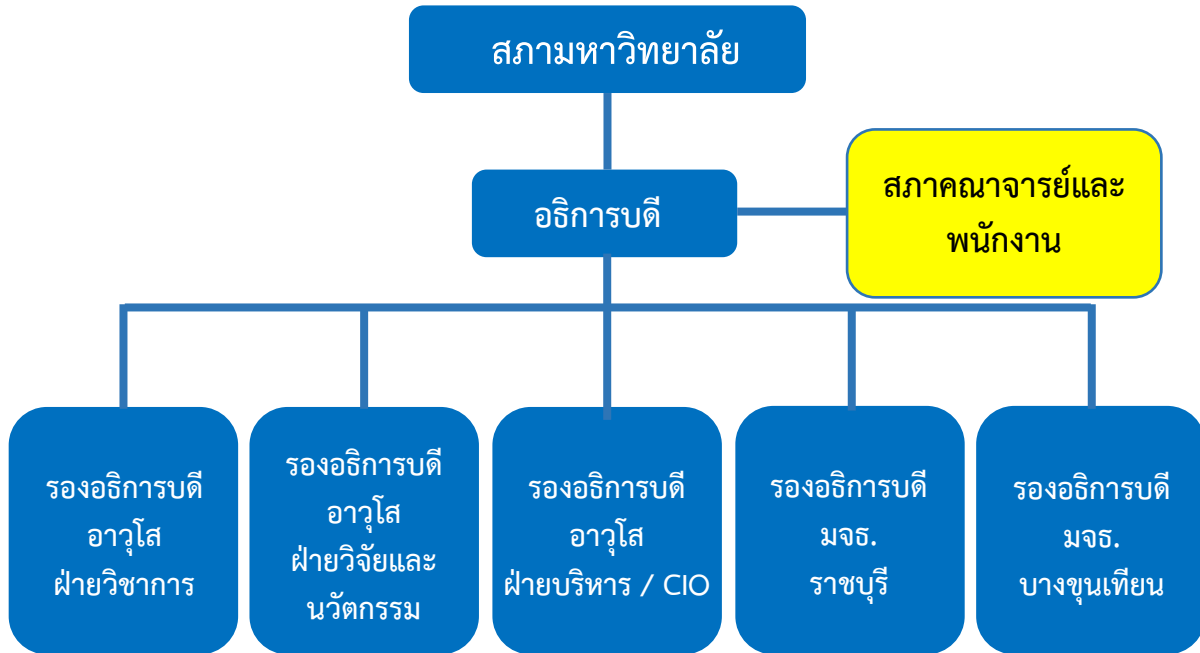 สภามหาวิทยาลัย
อธิการบดี
สภาคณาจารย์และ
พนักงาน
รองอธิการบดี
อาวุโส
ฝ่ายวิชาการ
รองอธิการบดี
อาวุโส
ฝ่ายวิจัยและ
นวัตกรรม
รองอธิการบดี
อาวุโส
ฝ่ายบริหาร / CIO
รองอธิการบดี
มจธ.
ราชบุรี
รองอธิการบดี
มจธ.
บางขุนเทียน